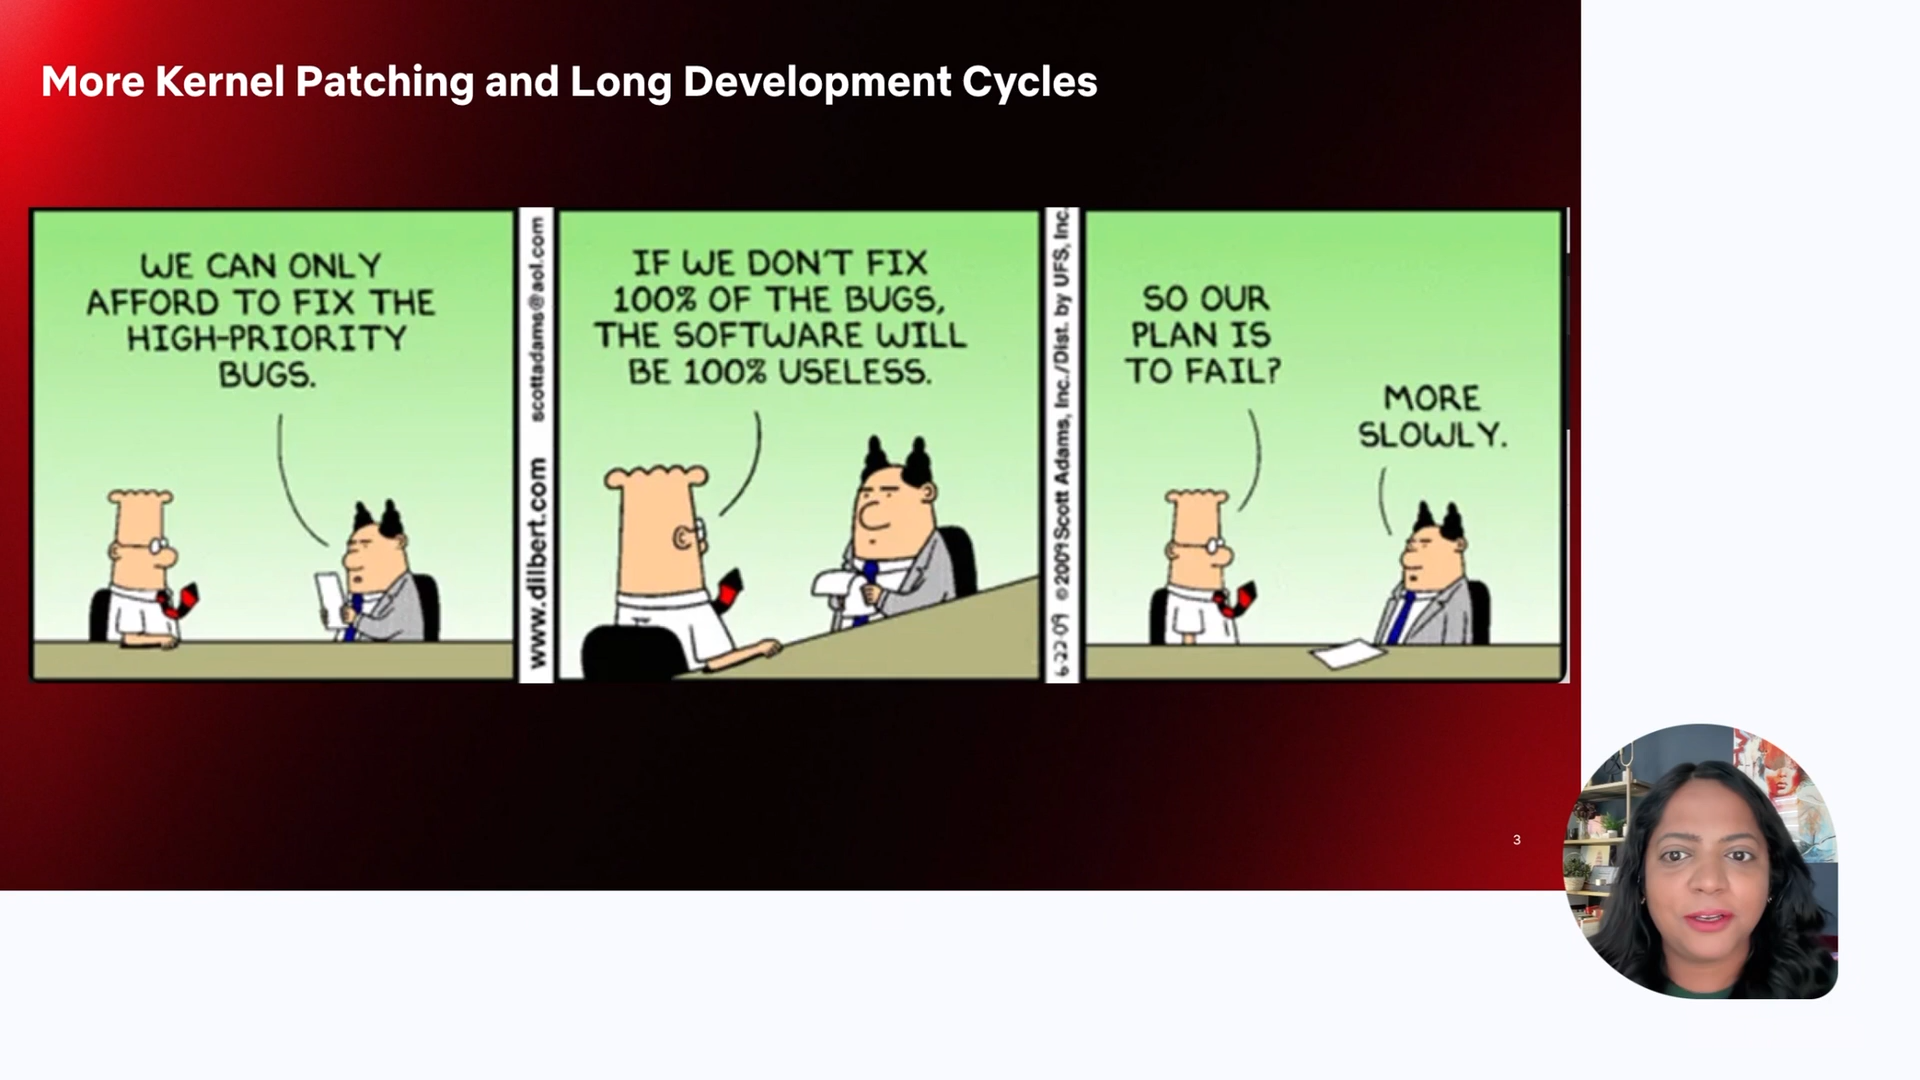 More Kernel Patching and Long Development Cycles
WE CAN ONLY
AFFORD TO FIX THE
HIGH-PRIORITY
BUGS.
www.dilbert.com scottadams@aol.com
IF WE DON'T FIX
100% OF THE BUGS,
THE SOFTWARE WILL
BE 100% USELESS.
6-22-09 ©2009 Scott Adams, Inc./Dist. by UFS, Inc.
SO OUR
PLAN IS
TO FAIL?
MORE
SLOWLY.
3